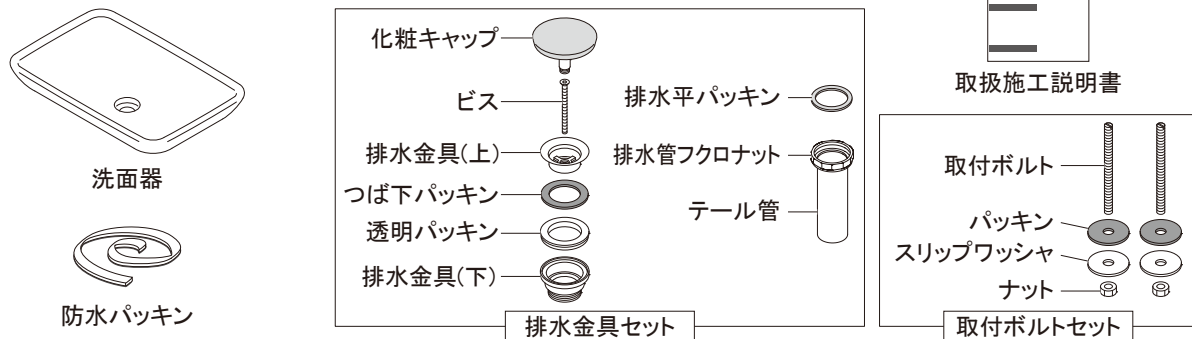 洗面器
防水パッキン
化粧キャップ
ビス
排水金具(上)
つば下パッキン
透明パッキン
排水金具(下)
排水平パッキン
排水管フクロナット
テール管
排水金具セット
取扱施工説明書
取付ボルト
パッキン
スリップワッシャ
ナット
取付ボルトセット